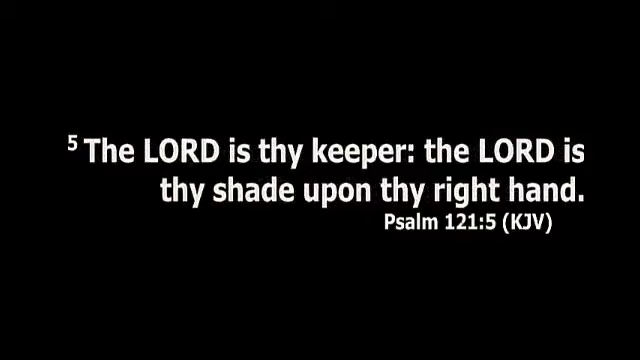 5 The LORD is thy keeper: the LORD is
thy shade upon thy right hand.
Psalm 121:5 (KJV)